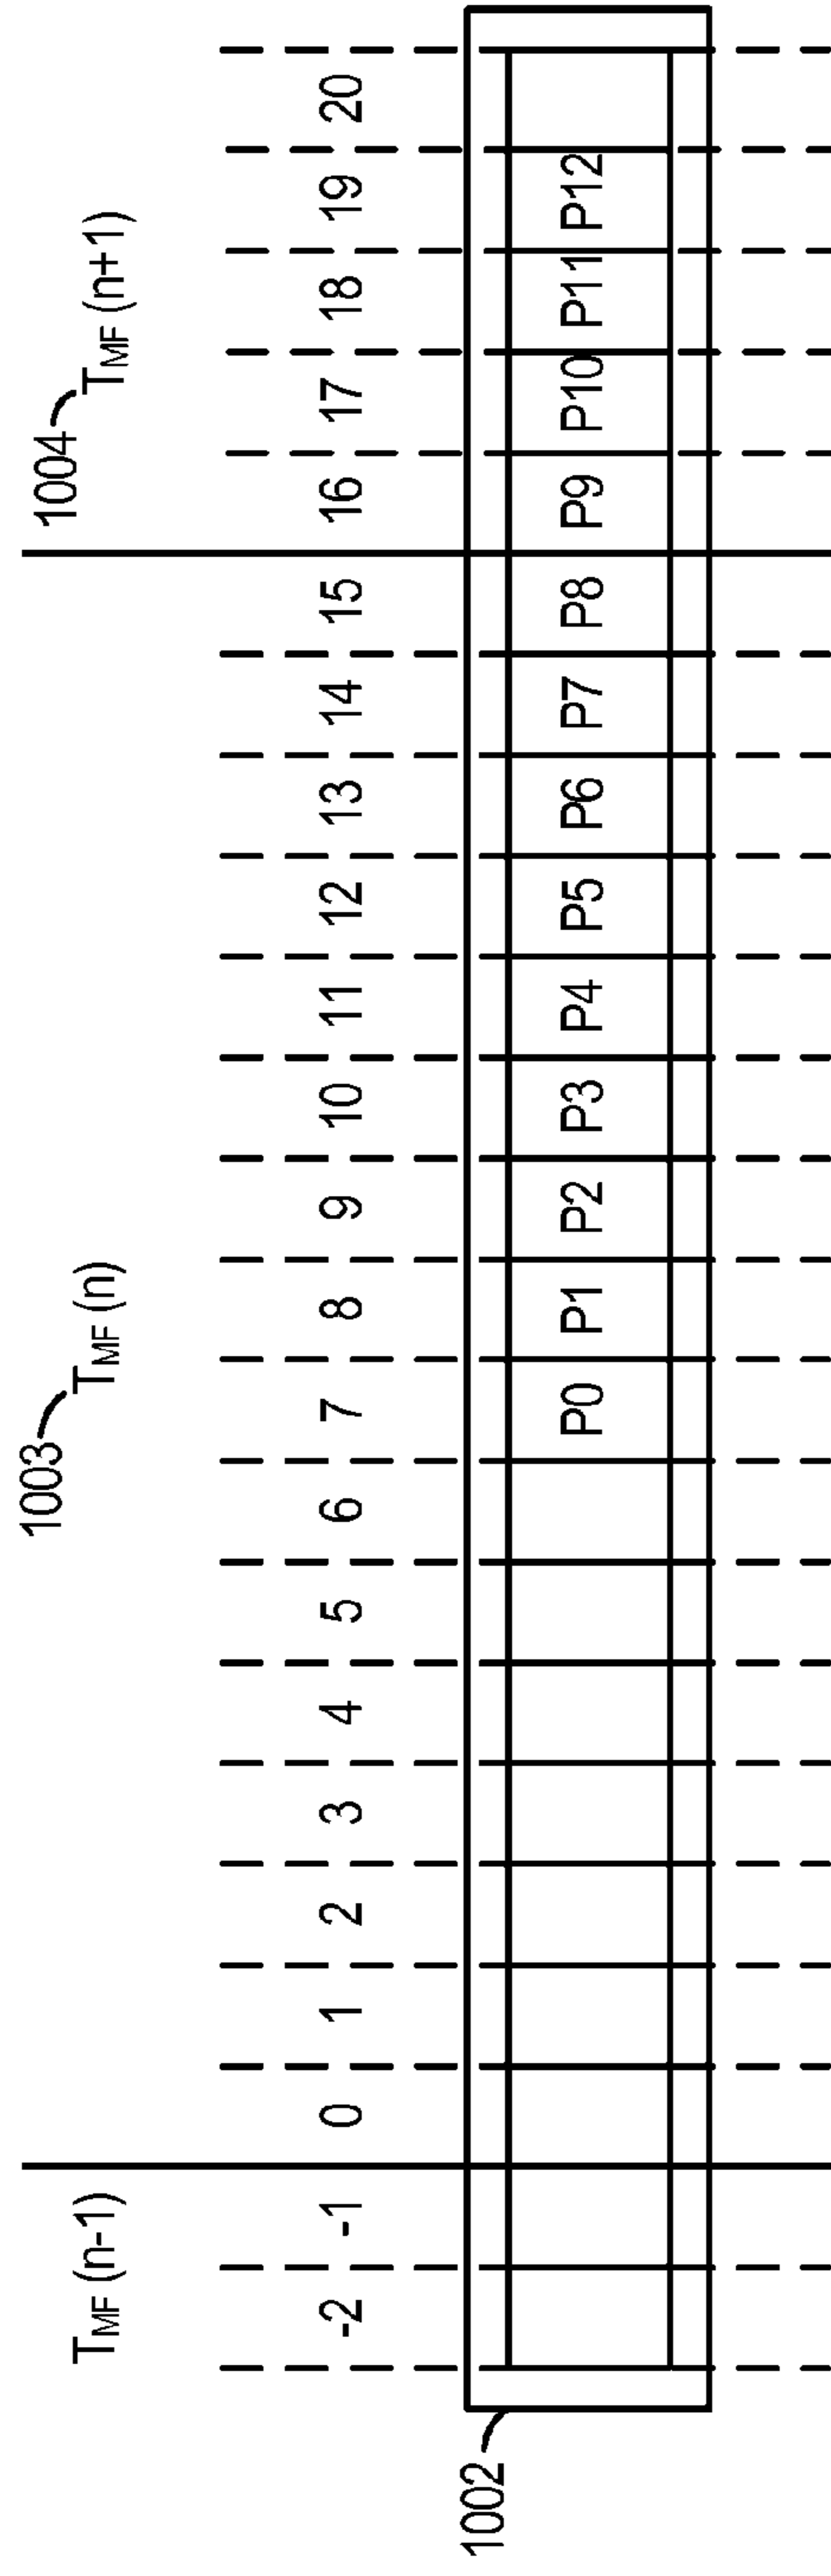 1003 1004
T_MF (n-1) T_MF (n) T_MF (n+1)
-2 -1 0 1 2 3 4 5 6 7 8 9 10 11 12 13 14 15 16 17 18 19 20
1002 P0 P1 P2 P3 P4 P5 P6 P7 P8 P9 P10 P11 P12